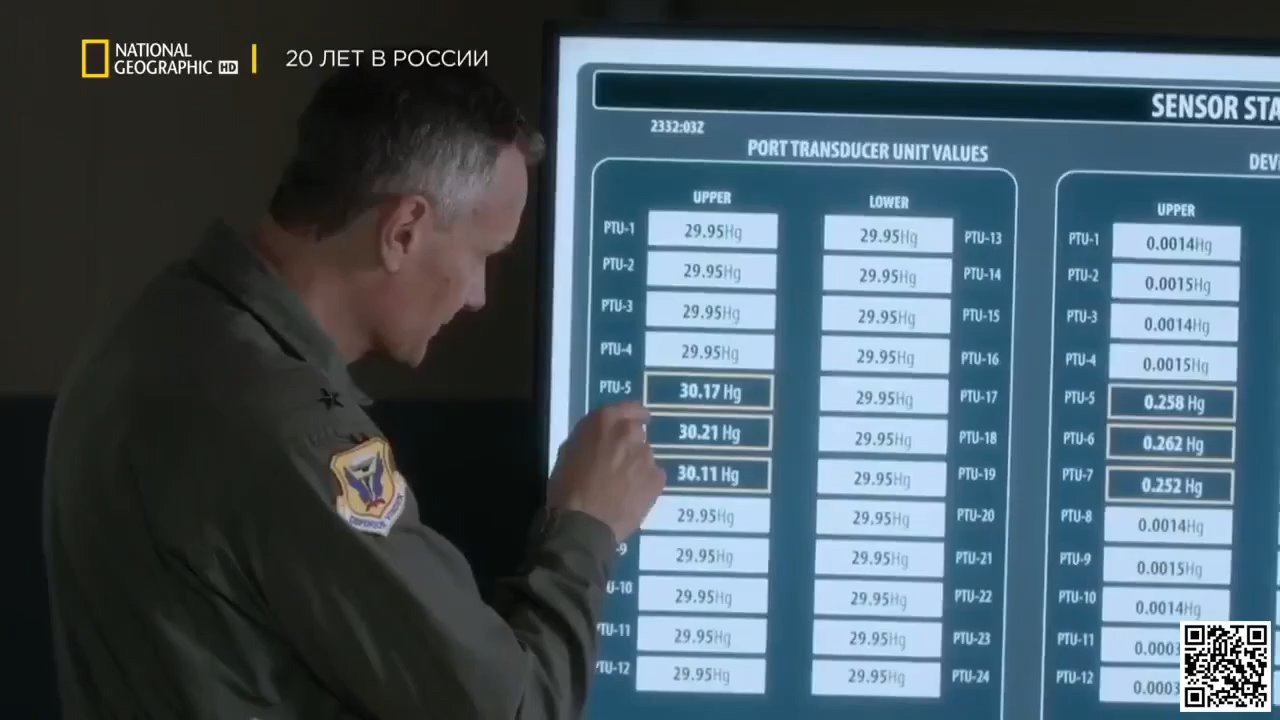 NATIONAL
GEOGRAPHIC HD
20 ЛЕТ В РОССИИ
SENSOR STA
2332:03Z
PORT TRANSDUCER UNIT VALUES
UPPER
LOWER
PTU-1 29.95Hg 29.95Hg PTU-13
PTU-2 29.95Hg 29.95Hg PTU-14
PTU-3 29.95Hg 29.95Hg PTU-15
PTU-4 29.95Hg 29.95Hg PTU-16
PTU-5 30.17 Hg 29.95Hg PTU-17
30.21 Hg 29.95Hg PTU-18
30.11 Hg 29.95Hg PTU-19
29.95Hg 29.95Hg PTU-20
-9 29.95Hg 29.95Hg PTU-21
U-10 29.95Hg 29.95Hg PTU-22
PTU-11 29.95Hg 29.95Hg PTU-23
PTU-12 29.95Hg 29.95Hg PTU-24
DEV
UPPER
PTU-1 0.0014Hg
PTU-2 0.0015Hg
PTU-3 0.0014Hg
PTU-4 0.0015Hg
PTU-5 0.258 Hg
PTU-6 0.262 Hg
PTU-7 0.252 Hg
PTU-8 0.0014Hg
PTU-9 0.0015Hg
PTU-10 0.0014Hg
PTU-11 0.000
PTU-12 0.0003